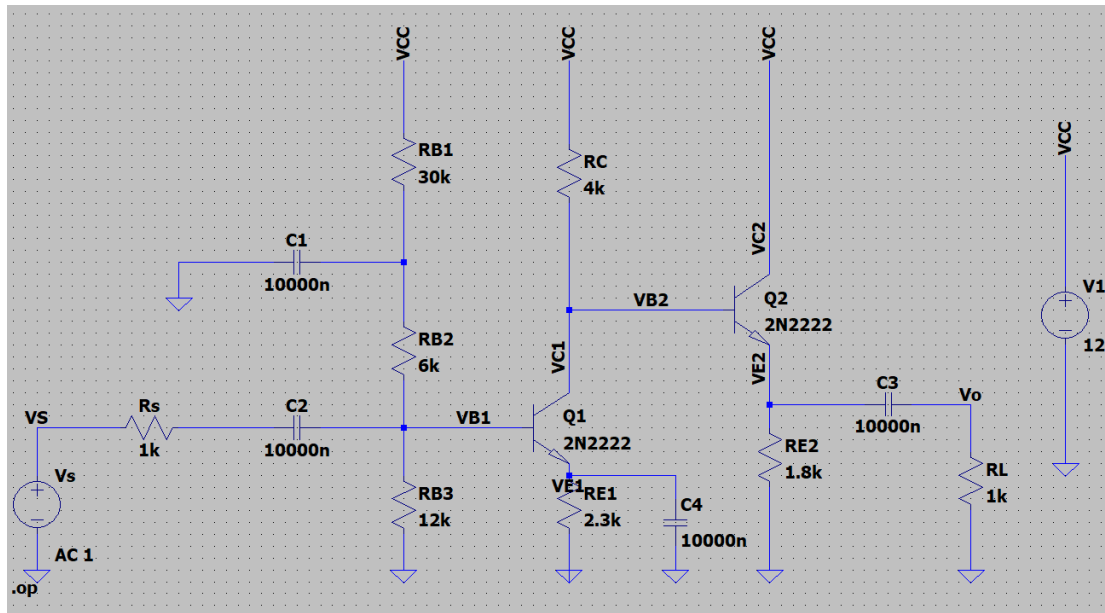 VCC
VCC
VCC
VCC
RB1
30k
RC
4k
C1
10000n
VC2
V1
12
VB2
Q2
2N2222
RB2
6k
VC1
VE2
C3
10000n
Vo
VS
Rs
1k
C2
10000n
VB1
Q1
2N2222
RE2
1.8k
RL
1k
Vs
AC 1
RB3
12k
VE1
RE1
2.3k
C4
10000n
.op